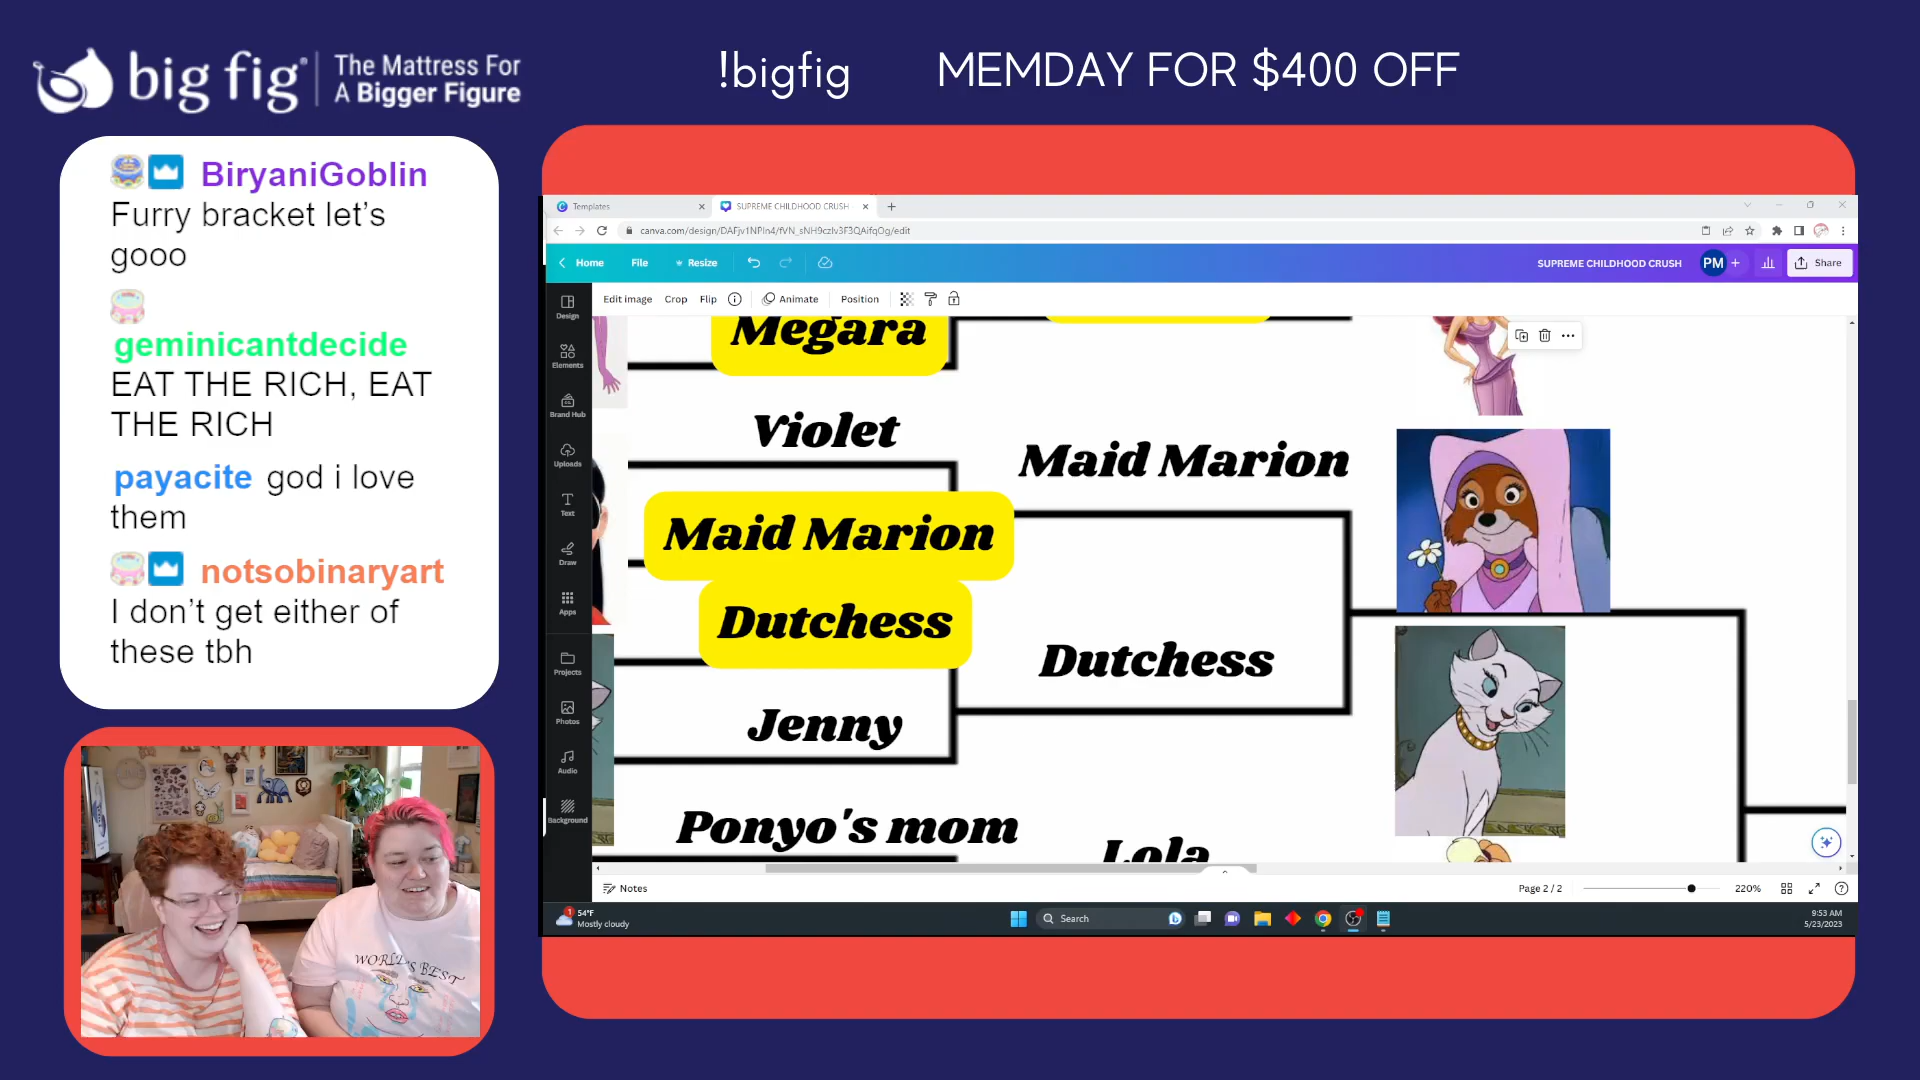 big fig
The Mattress For
A Bigger Figure
!bigfig
MEMDAY FOR $400 OFF
BiryaniGoblin
Furry bracket let's
gooo
geminicantdecide
EAT THE RICH, EAT
THE RICH
payacite god i love
them
notsobinaryart
I don't get either of
these tbh
WORLD'S BEST
Templates
SUPREME CHILDHOOD CRUSH
canva.com/design/DAFjv1NPln4/fVN_sNH9czlv3F3QAifqOg/edit
Home
File
Resize
SUPREME CHILDHOOD CRUSH
PM
Share
Edit image
Crop
Flip
Animate
Position
Design
Elements
Brand Hub
Uploads
Text
Draw
Apps
Projects
Photos
Audio
Background
Megara
Violet
Maid Marion
Maid Marion
Dutchess
Dutchess
Jenny
Ponyo's mom
Lola
Notes
Page 2 / 2
220%
1
54°F
Mostly cloudy
Search
9:53 AM
5/23/2023